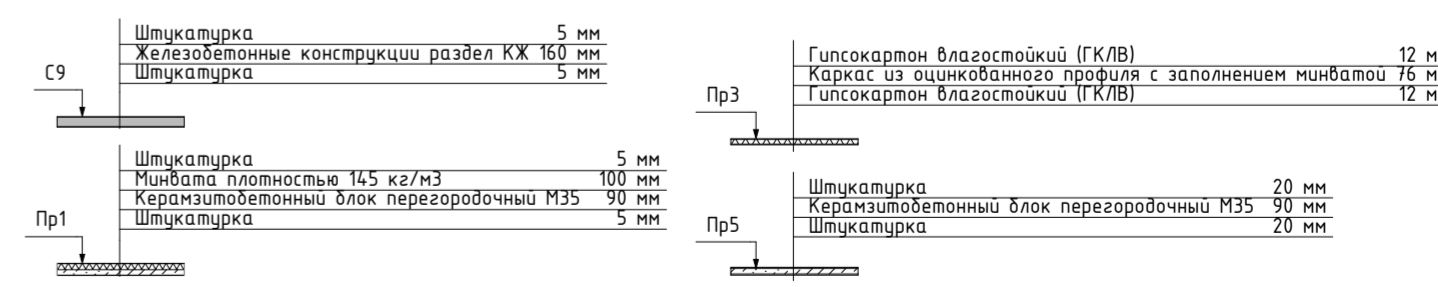 Штукатурка 5 мм
Железобетонные конструкции раздел КЖ 160 мм
С9 Штукатурка 5 мм
Штукатурка 5 мм
Минвата плотностью 145 кг/м3 100 мм
Керамзитобетонный блок перегородочный М35 90 мм
Пр1 Штукатурка 5 мм
Гипсокартон влагостойкий (ГКЛВ) 12 м
Каркас из оцинкованного профиля с заполнением минватой 76 м
Пр3 Гипсокартон влагостойкий (ГКЛВ) 12 м
Штукатурка 20 мм
Керамзитобетонный блок перегородочный М35 90 мм
Пр5 Штукатурка 20 мм